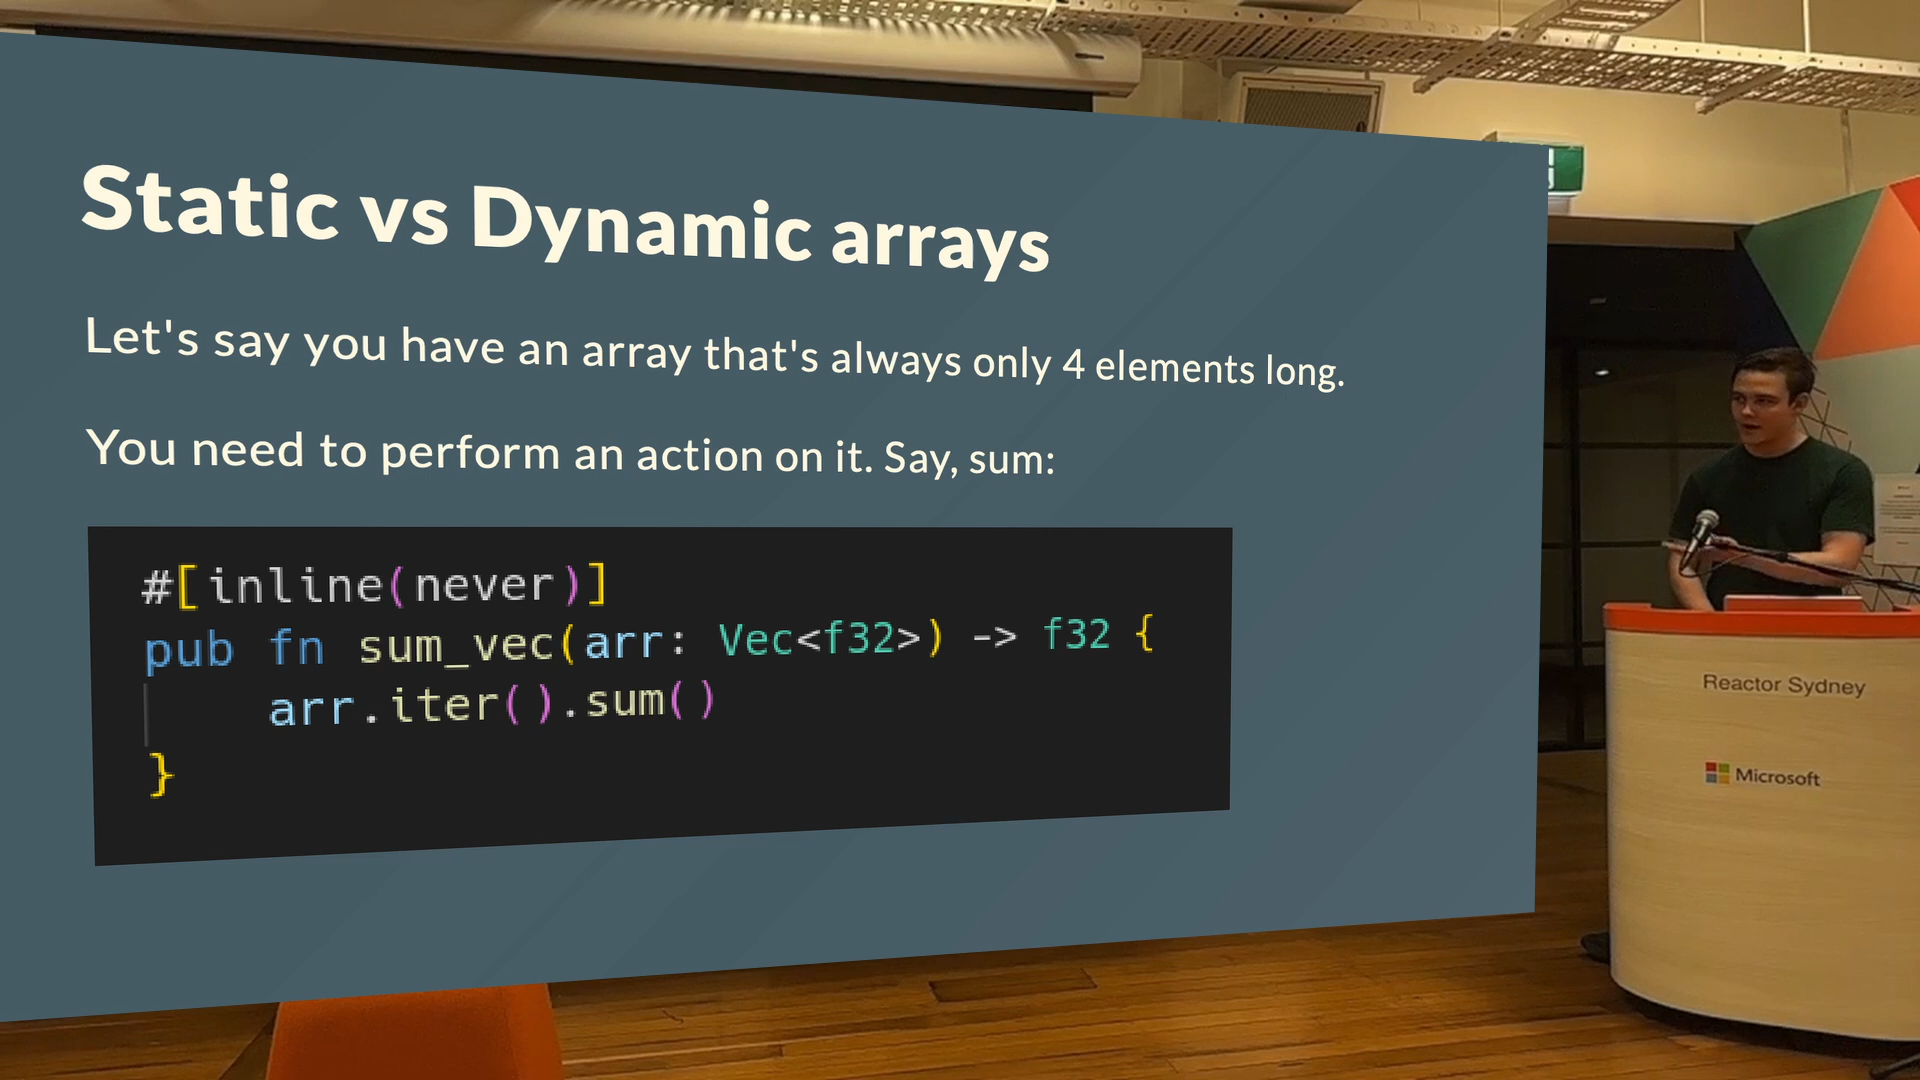 Static vs Dynamic arrays
Let's say you have an array that's always only 4 elements long.
You need to perform an action on it. Say, sum:
#[inline(never)]
pub fn sum_vec(arr: Vec<f32>) -> f32 {
    arr.iter().sum()
}
Reactor Sydney
Microsoft